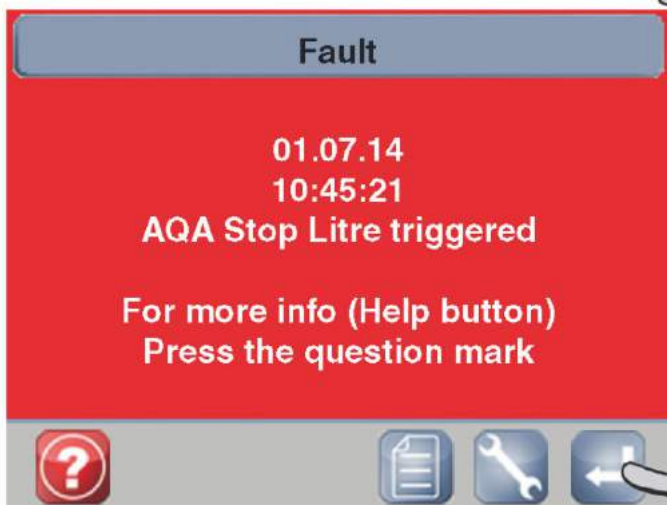 Fault
01.07.14
10:45:21
AQA Stop Litre triggered
For more info (Help button)
Press the question mark
?